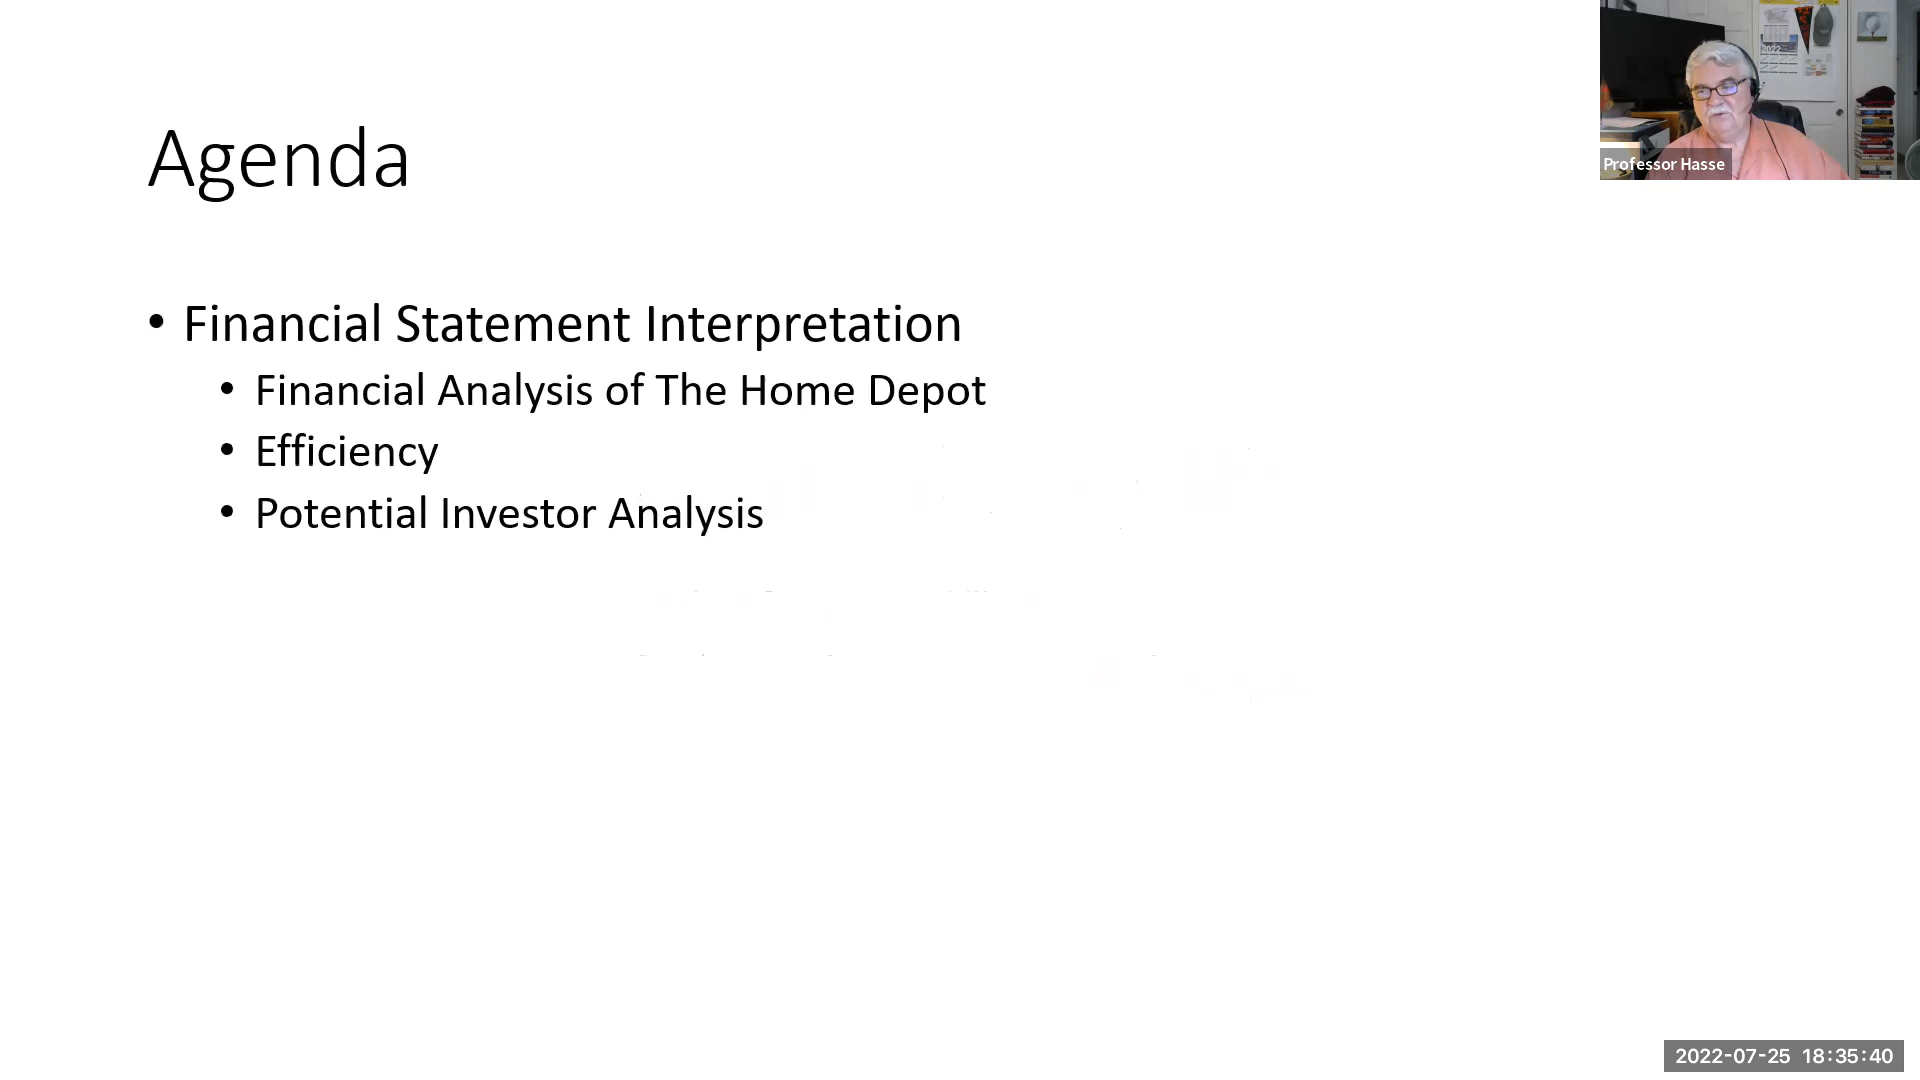 Agenda
• Financial Statement Interpretation
• Financial Analysis of The Home Depot
• Efficiency
• Potential Investor Analysis
2022
Professor Hasse
2022-07-25 18:35:40